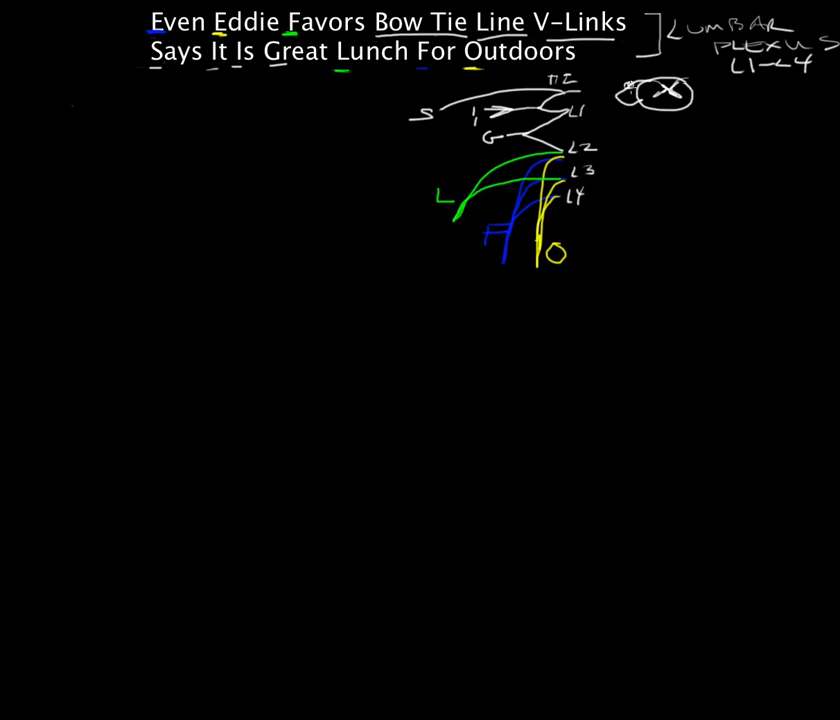 Even Eddie Favors Bow Tie Line V-Links
Says It Is Great Lunch For Outdoors
LUMBAR
PLEXUS
L1-L4
S
I
I
G
L1
L2
L3
L4
L
F
O